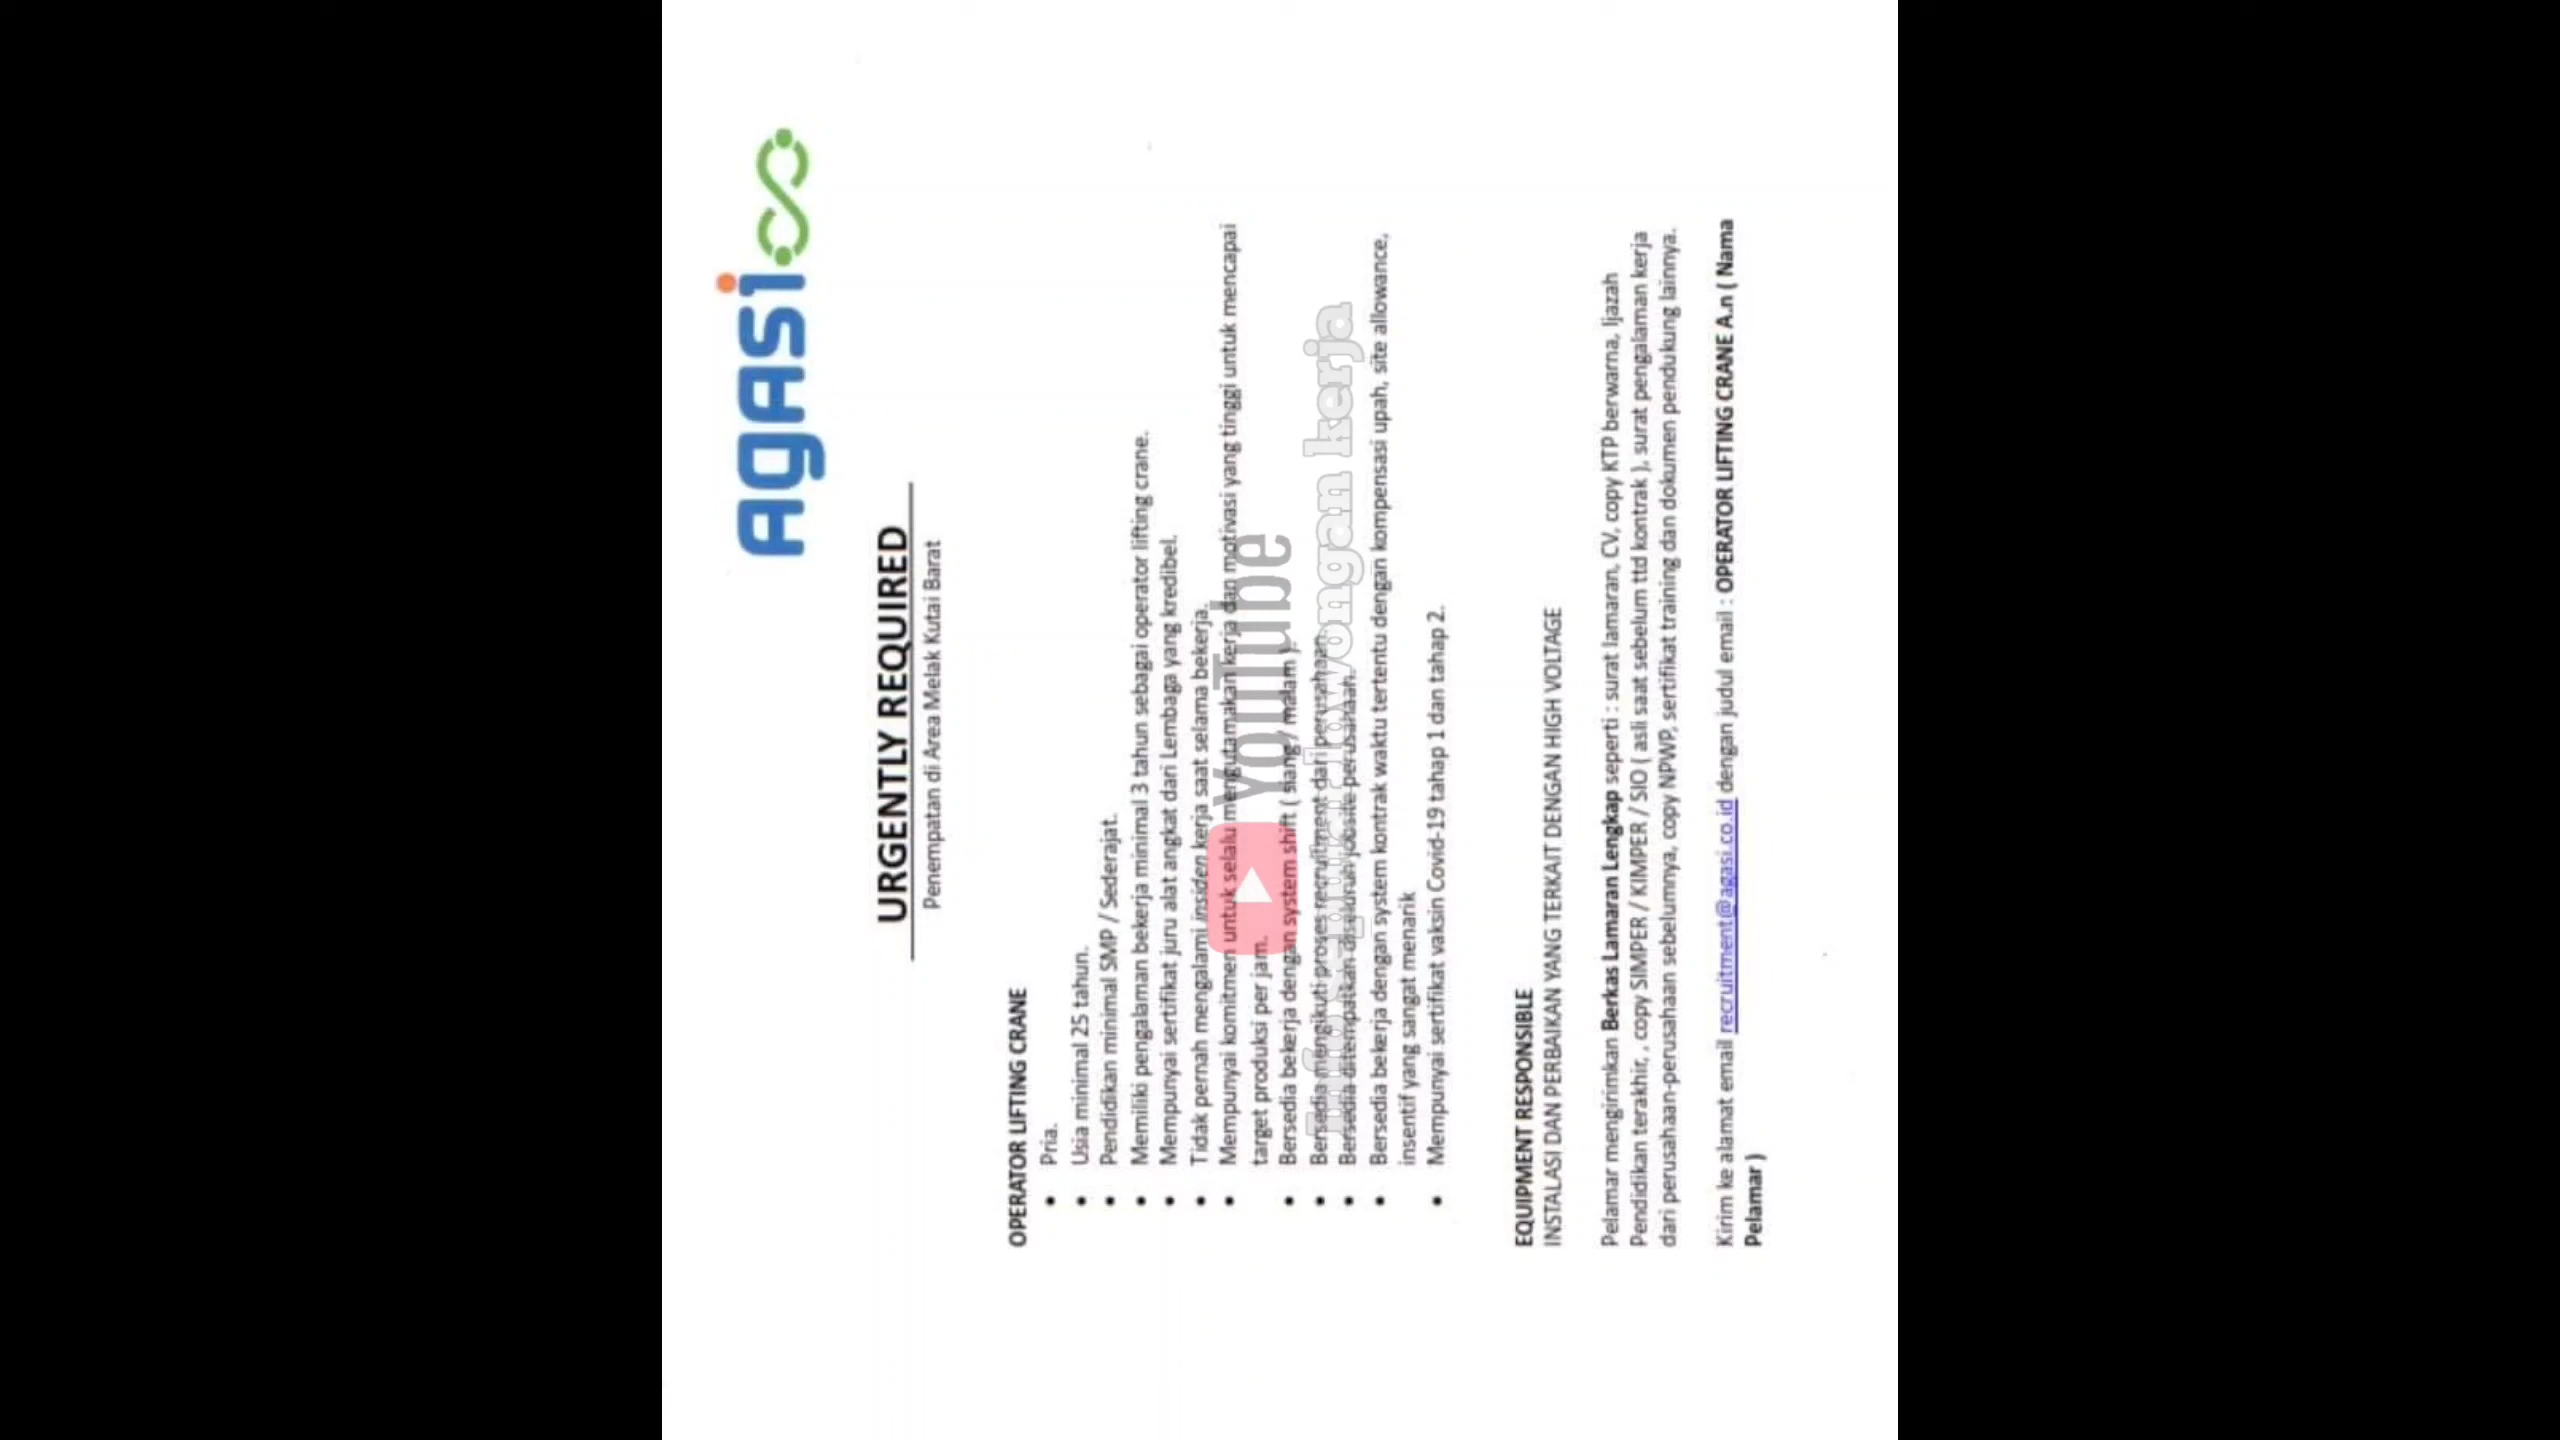 agasi
URGENTLY REQUIRED
Penempatan di Area Melak Kutai Barat
OPERATOR LIFTING CRANE
• Pria.
• Usia minimal 25 tahun.
• Pendidikan minimal SMP / Sederajat.
• Memiliki pengalaman bekerja minimal 3 tahun sebagai operator lifting crane.
• Mempunyai sertifikat juru alat angkat dari Lembaga yang kredibel.
• Tidak pernah mengalami insiden kerja saat selama bekerja.
• Mempunyai komitmen untuk selalu mengutamakan kerja dan motivasi yang tinggi untuk mencapai
target produksi per jam.
• Bersedia bekerja dengan system shift ( siang / malam ).
• Bersedia mengikuti proses recruitment dari perusahaan.
• Bersedia ditempatkan diseluruh jobsite perusahaan.
• Bersedia bekerja dengan system kontrak waktu tertentu dengan kompensasi upah, site allowance,
insentif yang sangat menarik
• Mempunyai sertifikat vaksin Covid-19 tahap 1 dan tahap 2.
YouTube
Info seputar lowongan kerja
EQUIPMENT RESPONSIBLE
INSTALASI DAN PERBAIKAN YANG TERKAIT DENGAN HIGH VOLTAGE
Pelamar mengirimkan Berkas Lamaran Lengkap seperti : surat lamaran, CV, copy KTP berwarna, Ijazah
Pendidikan terakhir, , copy SIMPER / KIMPER / SIO ( asli saat sebelum ttd kontrak ), surat pengalaman kerja
dari perusahaan-perusahaan sebelumnya, copy NPWP, sertifikat training dan dokumen pendukung lainnya.
Kirim ke alamat email recruitment@agasi.co.id dengan judul email : OPERATOR LIFTING CRANE A.n ( Nama
Pelamar )